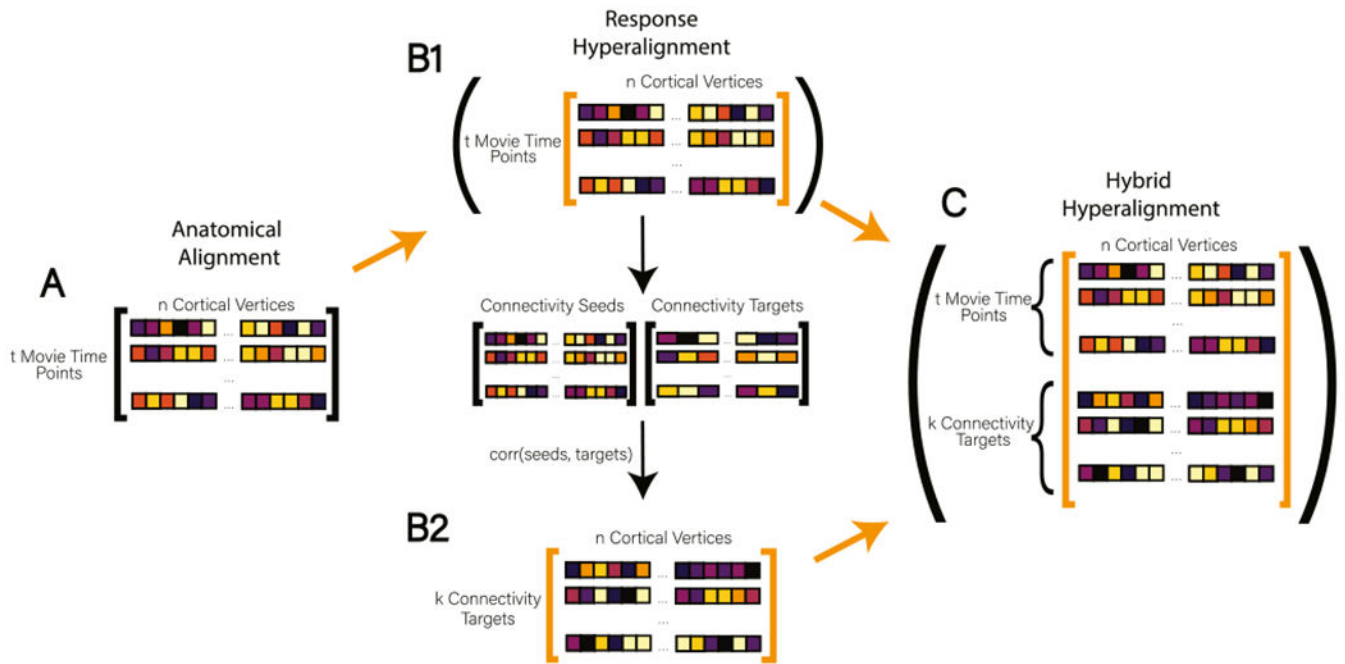 A
Anatomical
Alignment
n Cortical Vertices
t Movie Time
Points
...
...
...
B1
Response
Hyperalignment
n Cortical Vertices
t Movie Time
Points
...
...
...
Connectivity Seeds
...
...
...
Connectivity Targets
...
...
...
corr(seeds, targets)
B2
n Cortical Vertices
k Connectivity
Targets
...
...
...
...
C
Hybrid
Hyperalignment
n Cortical Vertices
t Movie Time
Points
...
...
...
...
k Connectivity
Targets
...
...
...
...